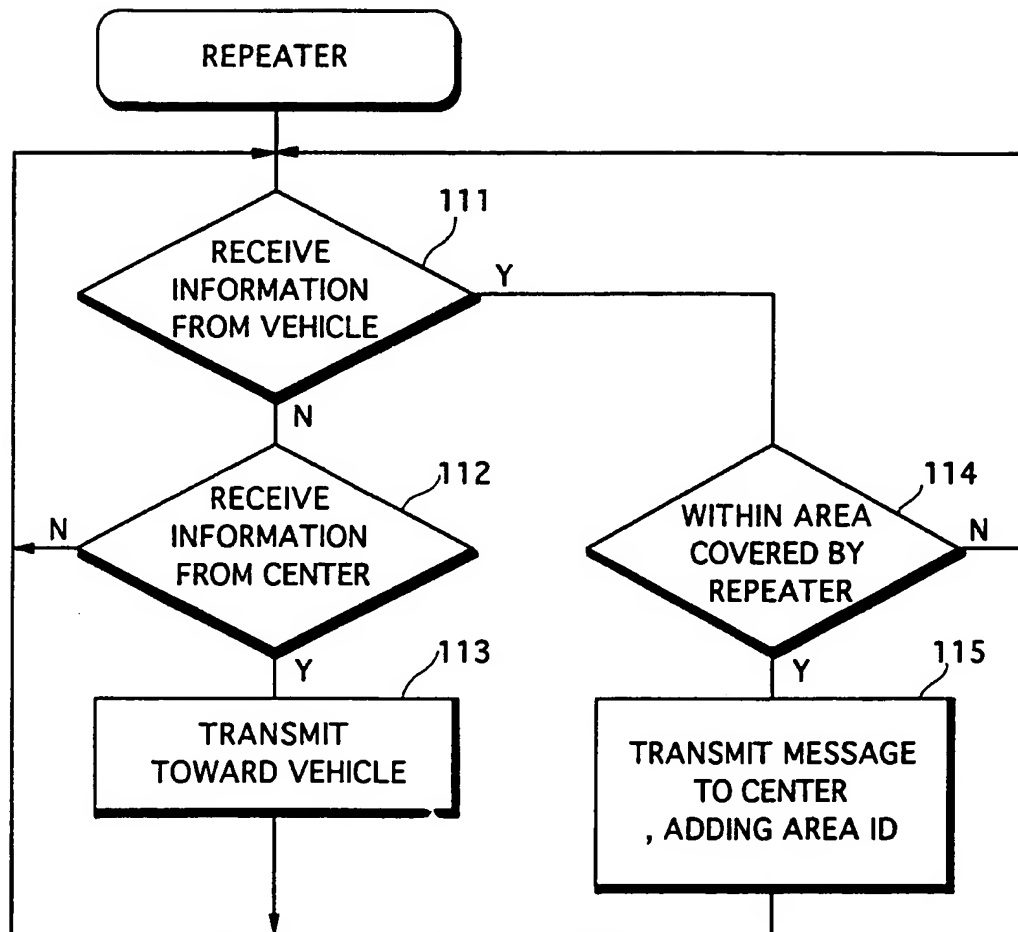 REPEATER
111
RECEIVE
INFORMATION
FROM VEHICLE
Y
N
112
RECEIVE
INFORMATION
FROM CENTER
N
Y
114
WITHIN AREA
COVERED BY
REPEATER
N
Y
113
TRANSMIT
TOWARD VEHICLE
115
TRANSMIT MESSAGE
TO CENTER
, ADDING AREA ID